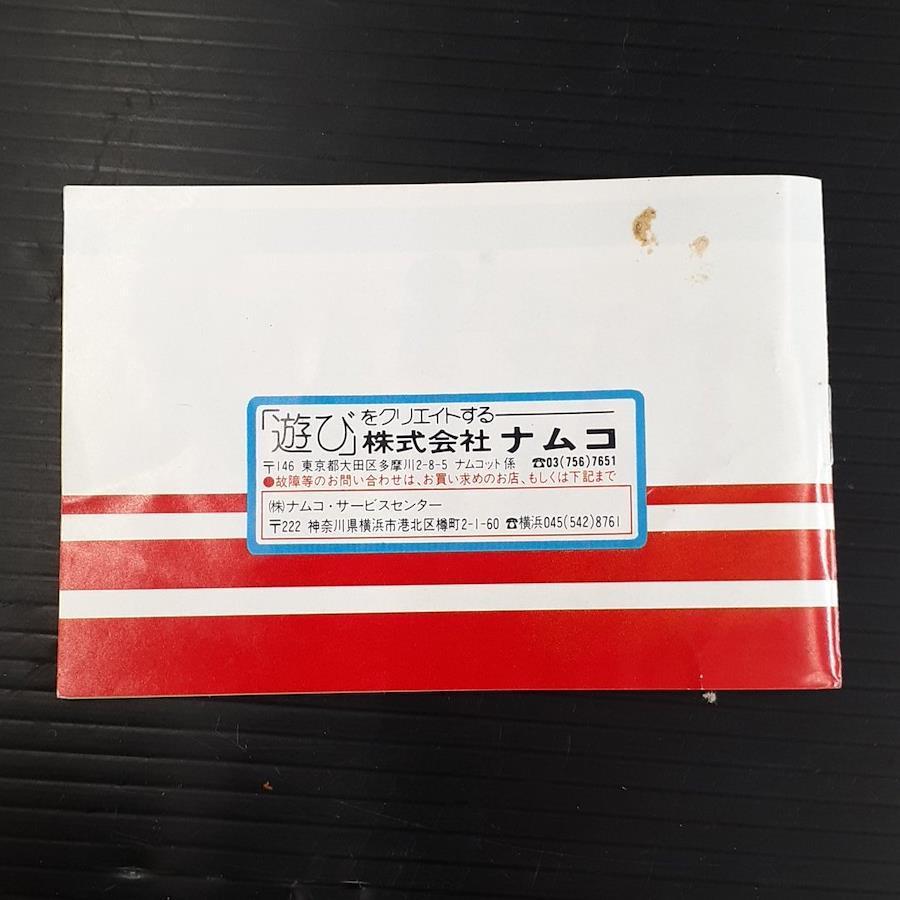 「遊び」をクリエイトする
株式会社 ナムコ
〒146 東京都大田区多摩川2-8-5 ナムコット係 ☎03(756)7651
●故障等のお問い合わせは、お買い求めのお店、もしくは下記まで
㈱ナムコ・サービスセンター
〒222 神奈川県横浜市港北区樽町2-1-60 ☎横浜045(542)8761